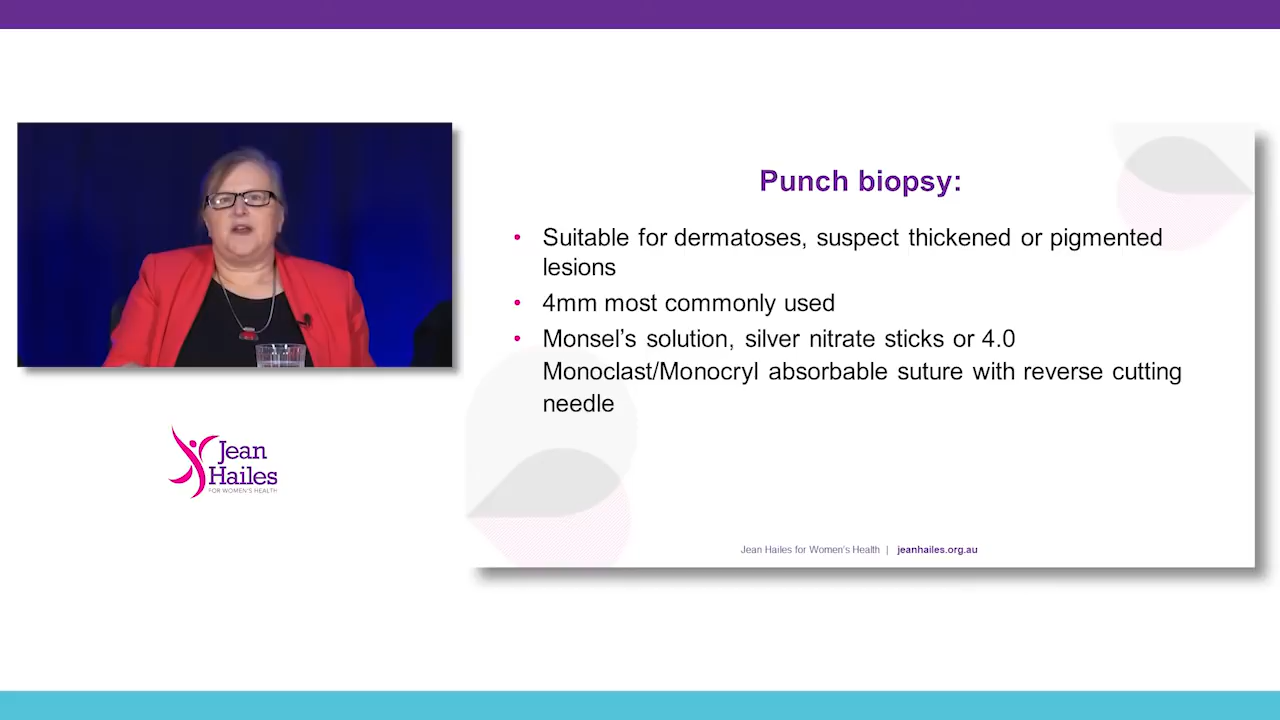 Punch biopsy:
• Suitable for dermatoses, suspect thickened or pigmented
lesions
• 4mm most commonly used
• Monsel’s solution, silver nitrate sticks or 4.0
Monoclast/Monocryl absorbable suture with reverse cutting
needle
Jean
Hailes
FOR WOMEN'S HEALTH
Jean Hailes for Women's Health | jeanhailes.org.au